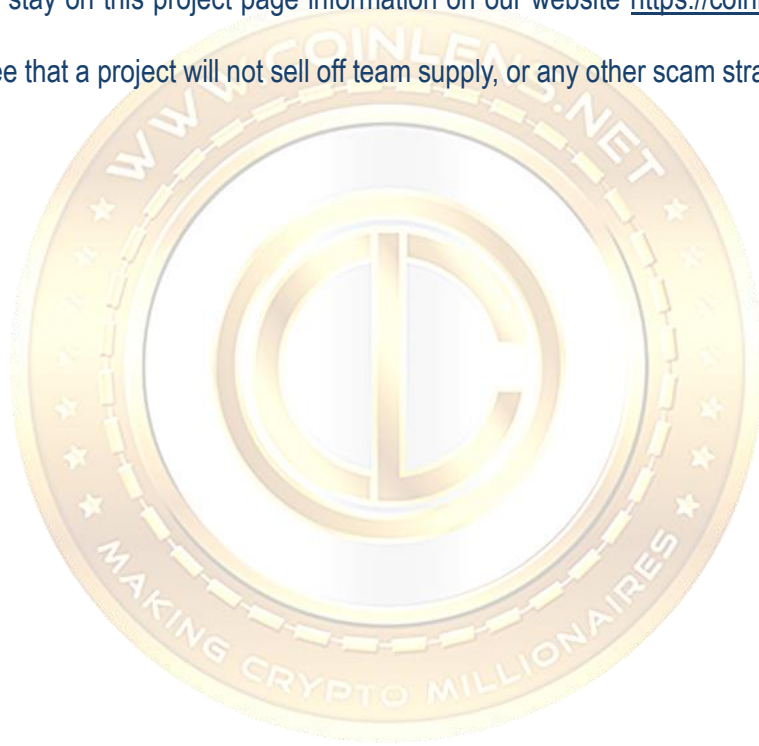 stay on this project page information on our website https://coin
ee that a project will not sell off team supply, or any other scam stra
WWW.COINLENS.NET
MAKING CRYPTO MILLIONAIRES